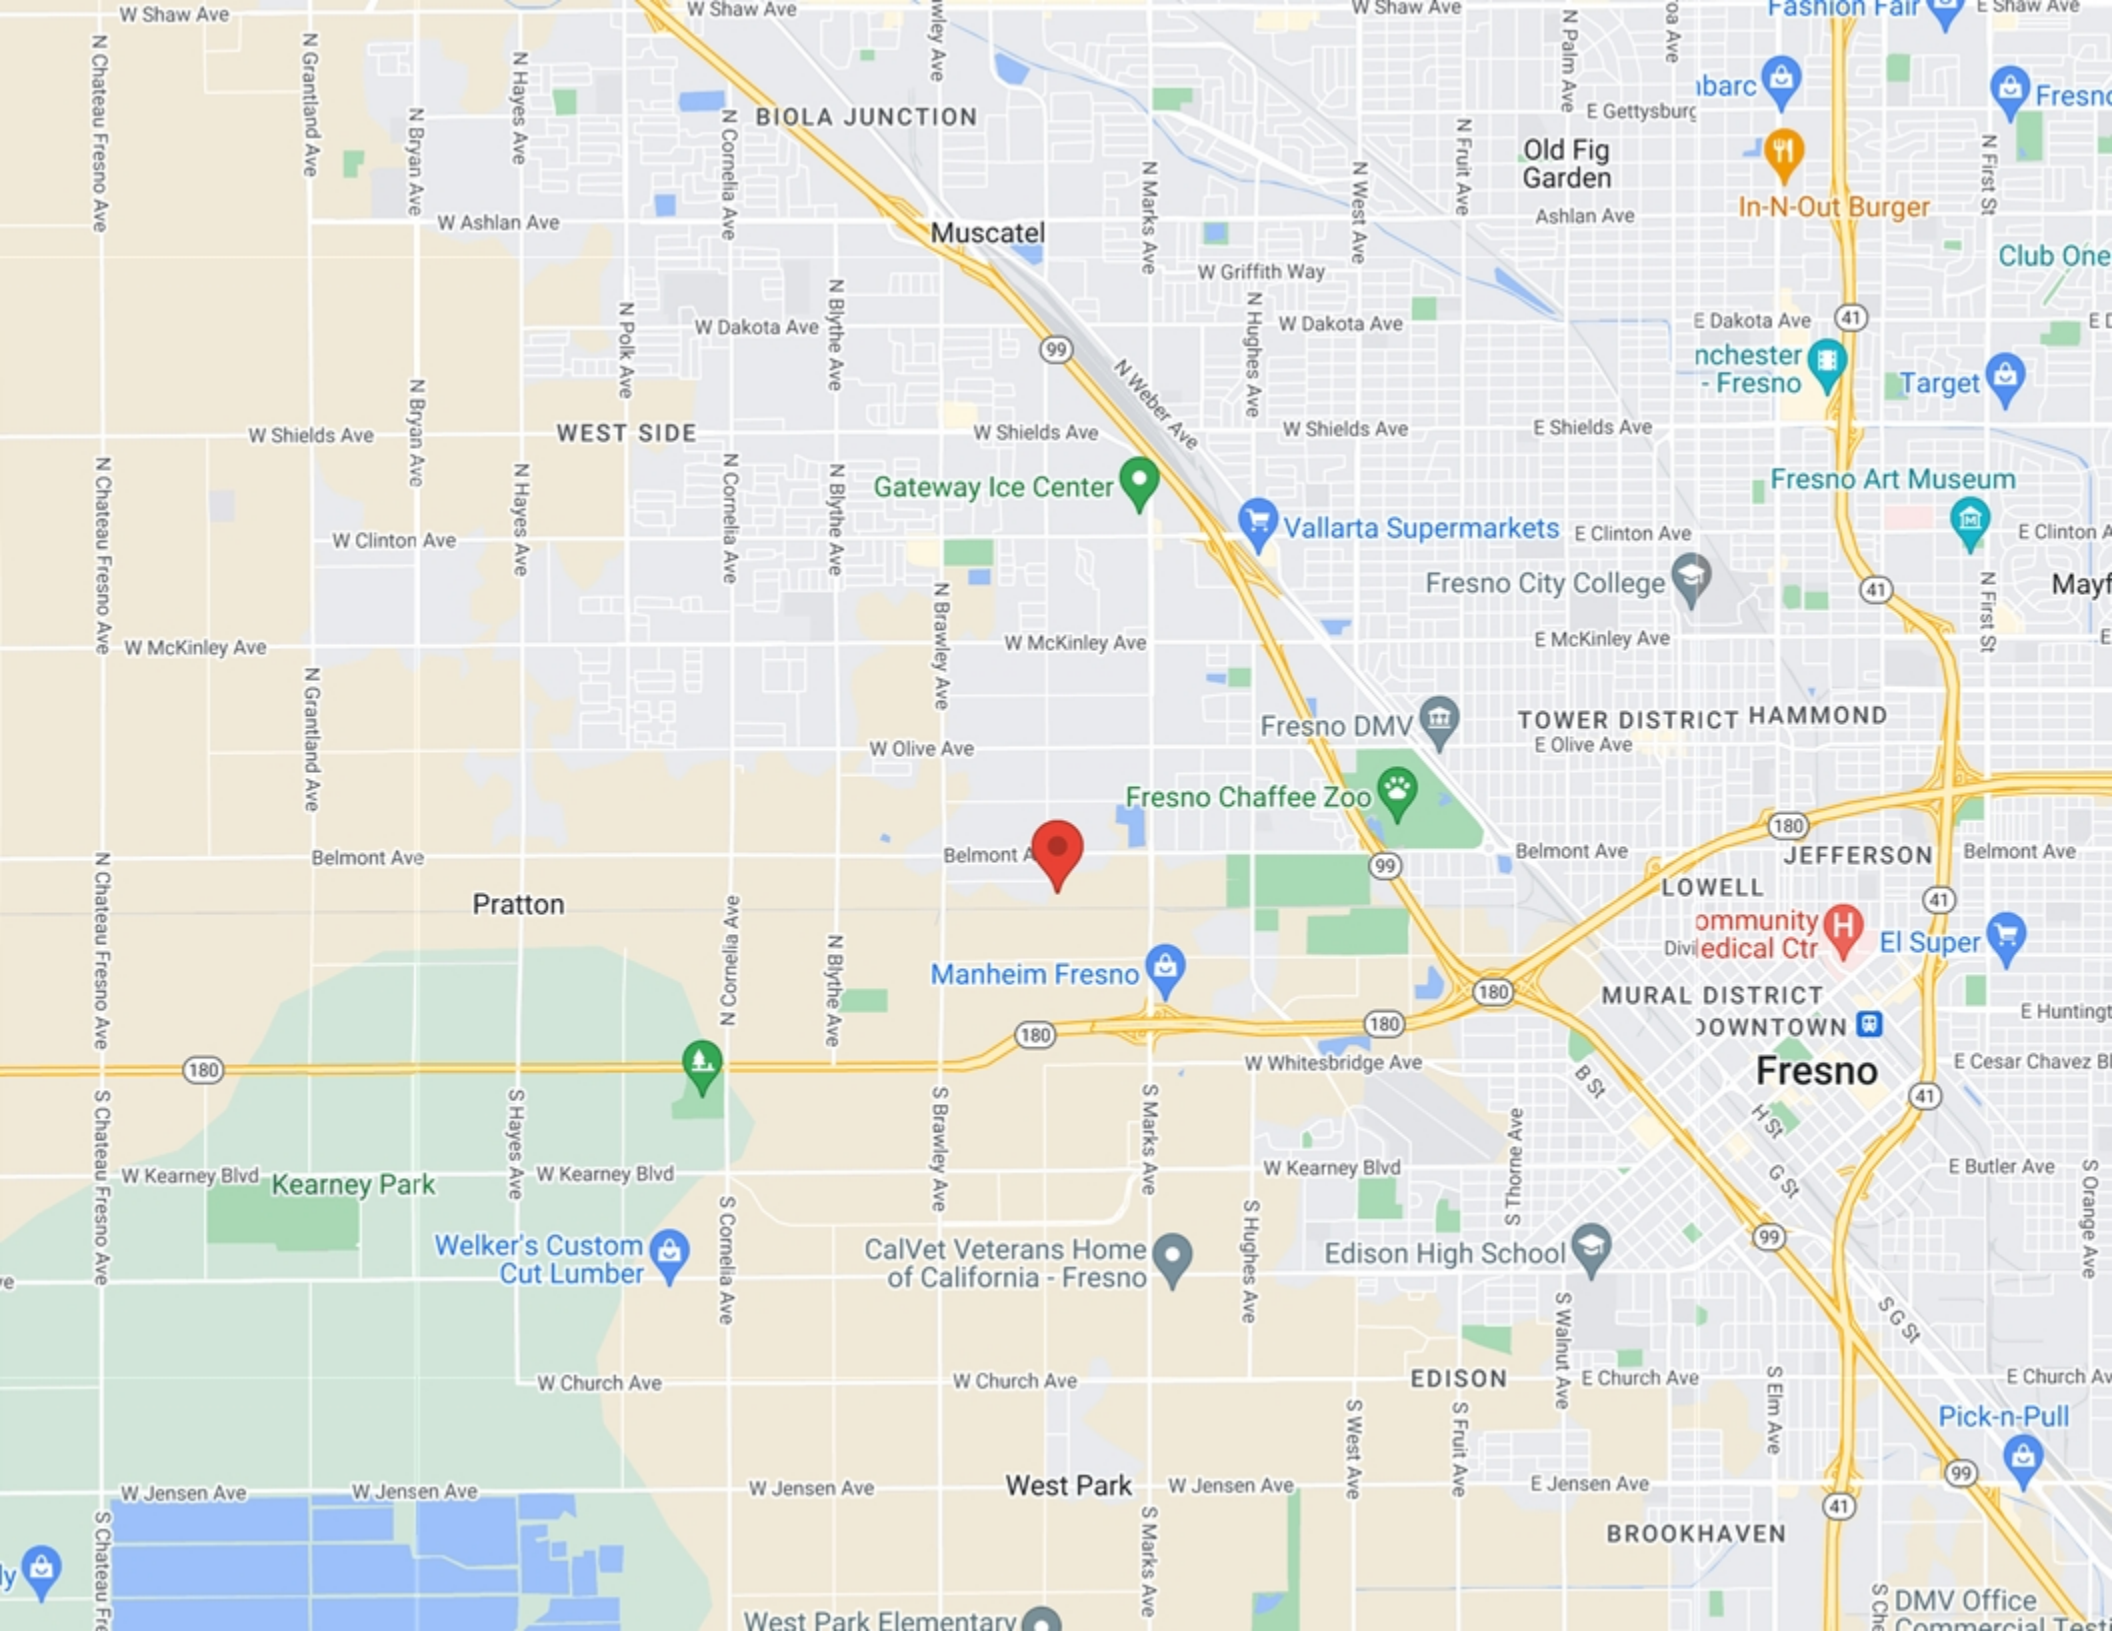 W Shaw Ave
W Shaw Ave
W Shaw Ave
Fashion Fair
E Shaw Ave
N Chateau Fresno Ave
N Grantland Ave
N Hayes Ave
N Bryan Ave
N Cornelia Ave
BIOLA JUNCTION
N Palm Ave
E Gettysburg
Old Fig
Garden
N Fruit Ave
N West Ave
N Marks Ave
N First St
In-N-Out Burger
W Ashlan Ave
Muscatel
Ashlan Ave
Club One
W Griffith Way
N Polk Ave
N Blythe Ave
N Hughes Ave
W Dakota Ave
W Dakota Ave
E Dakota Ave
41
99
N Weber Ave
nchester
- Fresno
Target
N Bryan Ave
W Shields Ave
WEST SIDE
W Shields Ave
W Shields Ave
E Shields Ave
N Chateau Fresno Ave
N Hayes Ave
N Cornelia Ave
N Blythe Ave
Gateway Ice Center
Fresno Art Museum
Vallarta Supermarkets
E Clinton Ave
E Clinton A
W Clinton Ave
Fresno City College
41
N First St
Mayf
N Brawley Ave
W McKinley Ave
W McKinley Ave
E McKinley Ave
N Grantland Ave
Fresno DMV
TOWER DISTRICT
HAMMOND
W Olive Ave
E Olive Ave
Fresno Chaffee Zoo
180
Belmont Ave
Belmont A
99
Belmont Ave
JEFFERSON
Belmont Ave
N Chateau Fresno Ave
Pratton
N Cornelia Ave
LOWELL
41
ommunity
edical Ctr
El Super
N Blythe Ave
Manheim Fresno
180
MURAL DISTRICT
E Huntingt
DOWNTOWN
180
180
180
W Whitesbridge Ave
Fresno
E Cesar Chavez Bl
B St
41
S Chateau Fresno Ave
S Hayes Ave
S Brawley Ave
S Marks Ave
S Thorne Ave
H St
W Kearney Blvd
Kearney Park
W Kearney Blvd
W Kearney Blvd
G St
E Butler Ave
S Orange Ave
S Cornelia Ave
S Hughes Ave
Welker's Custom
Cut Lumber
CalVet Veterans Home
of California - Fresno
Edison High School
99
S Walnut Ave
S G St
W Church Ave
W Church Ave
EDISON
E Church Ave
E Church Av
S West Ave
S Fruit Ave
S Elm Ave
Pick-n-Pull
W Jensen Ave
W Jensen Ave
W Jensen Ave
West Park
W Jensen Ave
E Jensen Ave
99
41
S Chateau Fre
S Marks Ave
BROOKHAVEN
ly
West Park Elementary
S Che
DMV Office
Commercial Testi